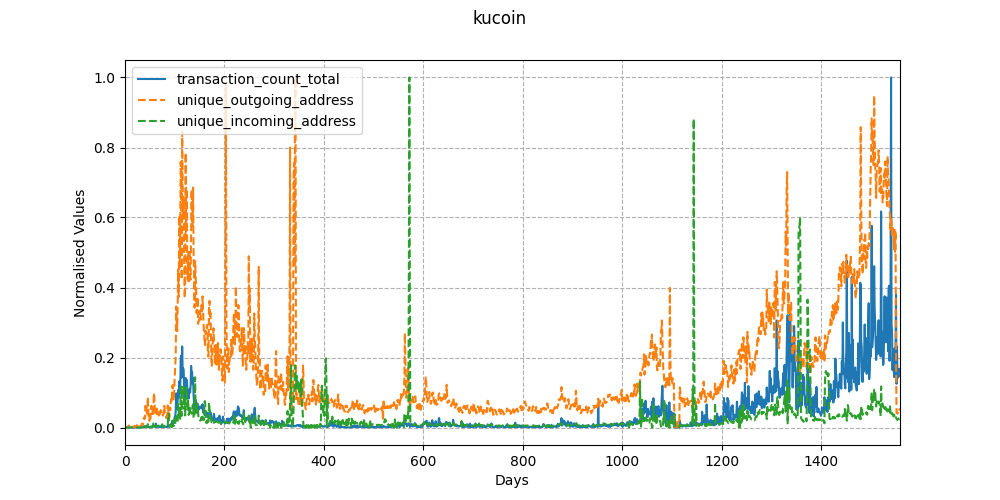 kucoin
transaction_count_total
unique_outgoing_address
unique_incoming_address
Normalised Values
1.0
0.8
0.6
0.4
0.2
0.0
0 200 400 600 800 1000 1200 1400
Days